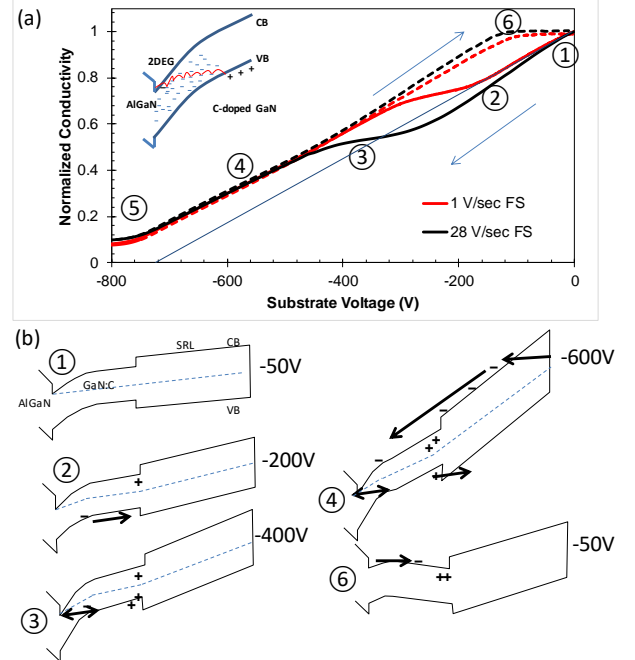 (a)
CB
VB
2DEG
+ + +
AlGaN
C-doped GaN
Normalized Conductivity
1
0.8
0.6
0.4
0.2
0
⑥
①
②
③
④
⑤
1 V/sec FS
28 V/sec FS
-800 -600 -400 -200 0
Substrate Voltage (V)
(b)
①
SRL CB
-50V
GaN:C
AlGaN
VB
②
-200V
+
−
③
-400V
+
+
+
-600V
−
−
−
−
+
+ +
+
④
⑥
-50V
−
++